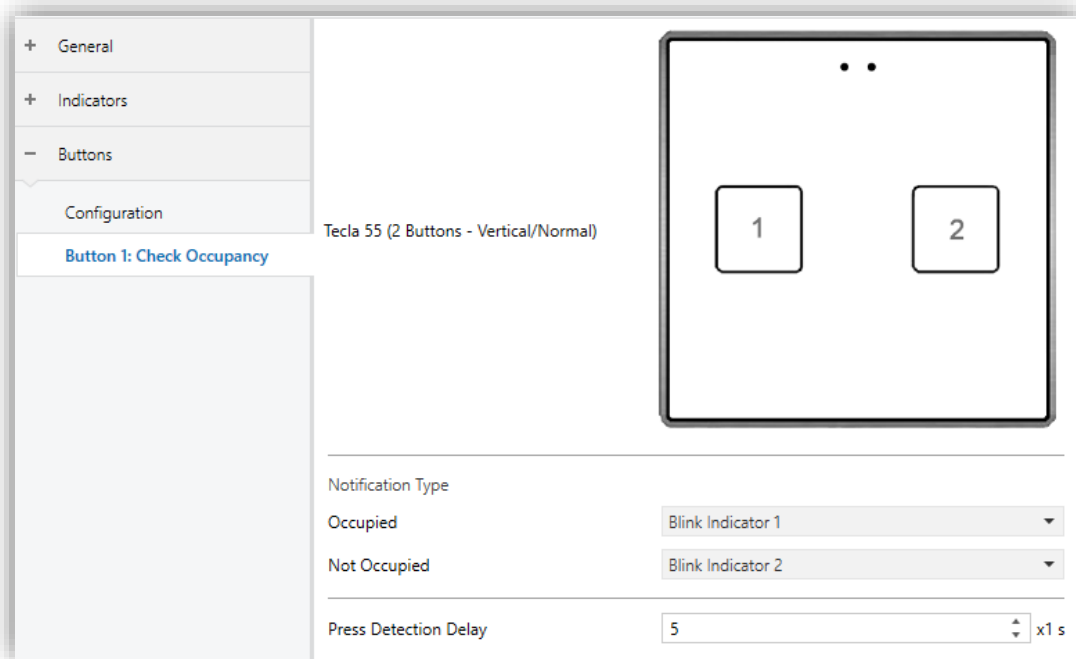 + General
+ Indicators
− Buttons
Configuration
Button 1: Check Occupancy
Tecla 55 (2 Buttons - Vertical/Normal)
1 2
Notification Type
Occupied Blink Indicator 1
Not Occupied Blink Indicator 2
Press Detection Delay 5 x1 s